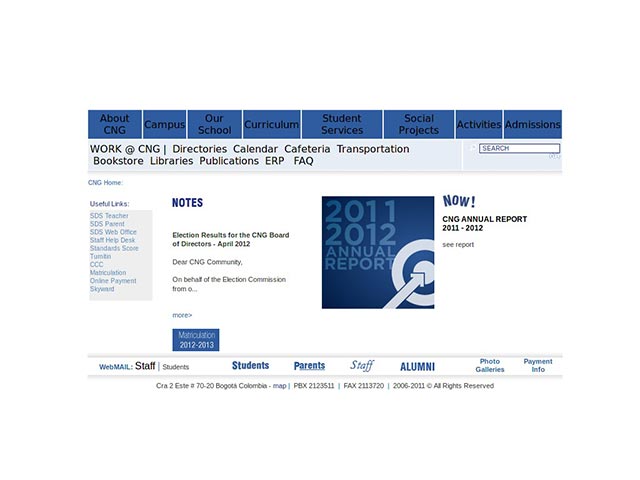 About CNG
Campus
Our School
Curriculum
Student Services
Social Projects
Activities
Admissions
WORK @ CNG | Directories Calendar Cafeteria Transportation
Bookstore Libraries Publications ERP FAQ
SEARCH
CNG Home:
Useful Links:
SDS Teacher
SDS Parent
SDS Web Office
Staff Help Desk
Standards Score
Turnitin
CCC
Matriculation
Online Payment
Skyward
NOTES
Election Results for the CNG Board
of Directors - April 2012
Dear CNG Community,
On behalf of the Election Commission
from o...
more>
Matriculation
2012-2013
2011
2012
ANNUAL
REPORT
Now!
CNG ANNUAL REPORT
2011 - 2012
see report
WebMAIL: Staff | Students
Students
Parents
Staff
ALUMNI
Photo
Galleries
Payment
Info
Cra 2 Este # 70-20 Bogotá Colombia - map | PBX 2123511 | FAX 2113720 | 2006-2011 © All Rights Reserved